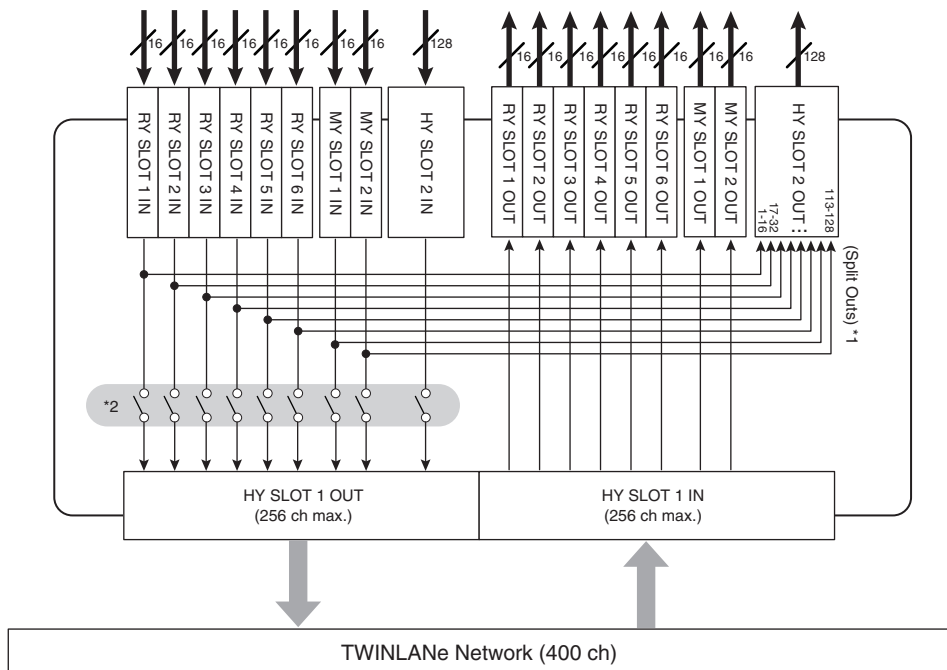 16 16 16 16 16 16 16 16 128 16 16 16 16 16 16 16 16 128
RY SLOT 1 IN
RY SLOT 2 IN
RY SLOT 3 IN
RY SLOT 4 IN
RY SLOT 5 IN
RY SLOT 6 IN
MY SLOT 1 IN
MY SLOT 2 IN
HY SLOT 2 IN
RY SLOT 1 OUT
RY SLOT 2 OUT
RY SLOT 3 OUT
RY SLOT 4 OUT
RY SLOT 5 OUT
RY SLOT 6 OUT
MY SLOT 1 OUT
MY SLOT 2 OUT
HY SLOT 2 OUT
1-16
17-32
⋮
113-128
(Split Outs) *1
*2
HY SLOT 1 OUT
(256 ch max.)
HY SLOT 1 IN
(256 ch max.)
TWINLANe Network (400 ch)